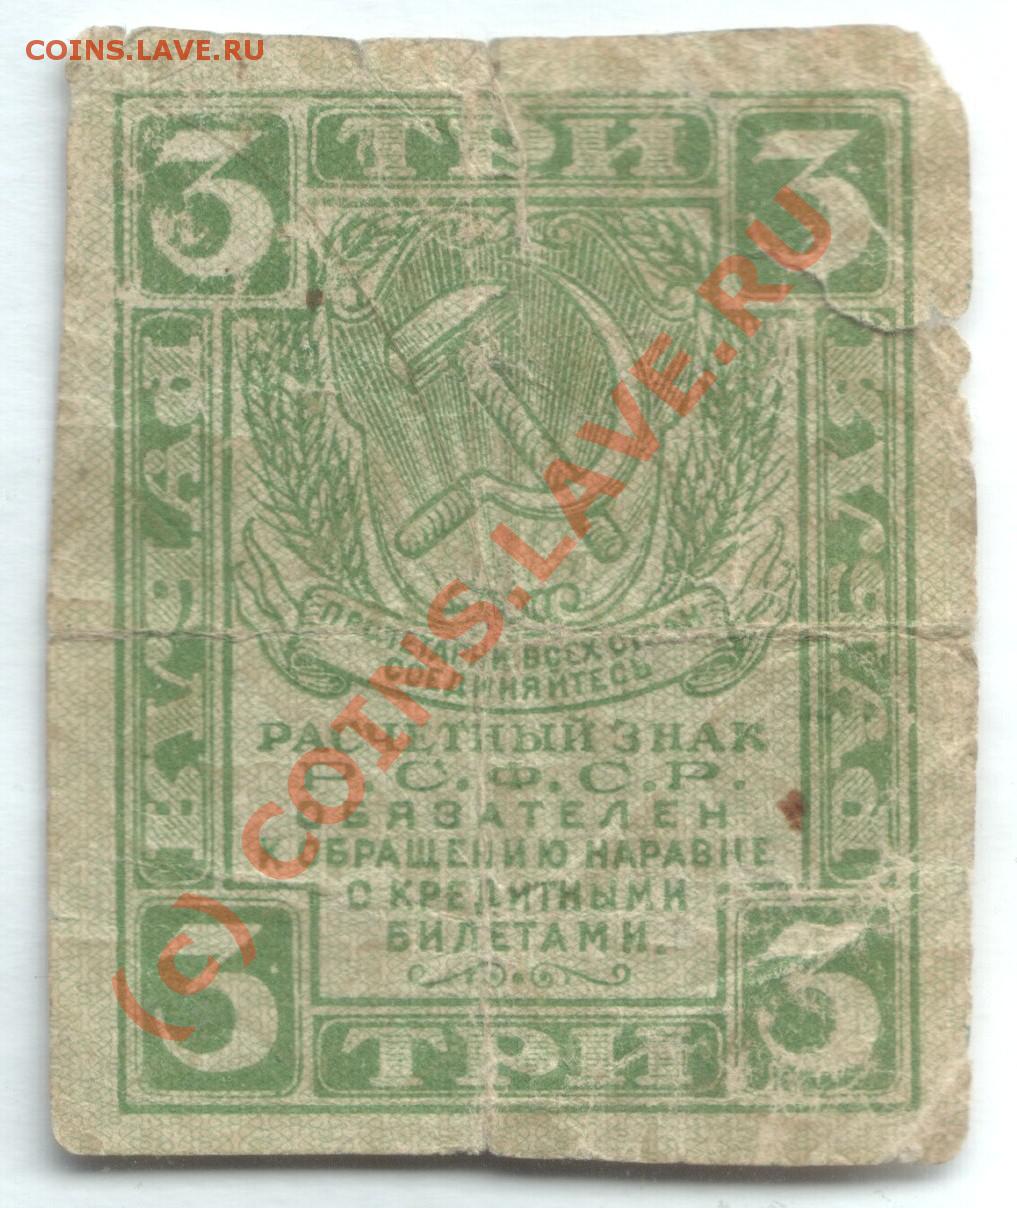 COINS.LAVE.RU
3 ТРИ 3
РУБЛЯ
РУБЛЯ
ПРОЛЕТАРИИ ВСЕХ СТРАН
СОЕДИНЯЙТЕСЬ
РАСЧЕТНЫЙ ЗНАК
Р.С.Ф.С.Р.
ОБЯЗАТЕЛЕН
К ОБРАЩЕНИЮ НАРАВНЕ
С КРЕДИТНЫМИ
БИЛЕТАМИ.
3 ТРИ 3
(c) COINS.LAVE.RU